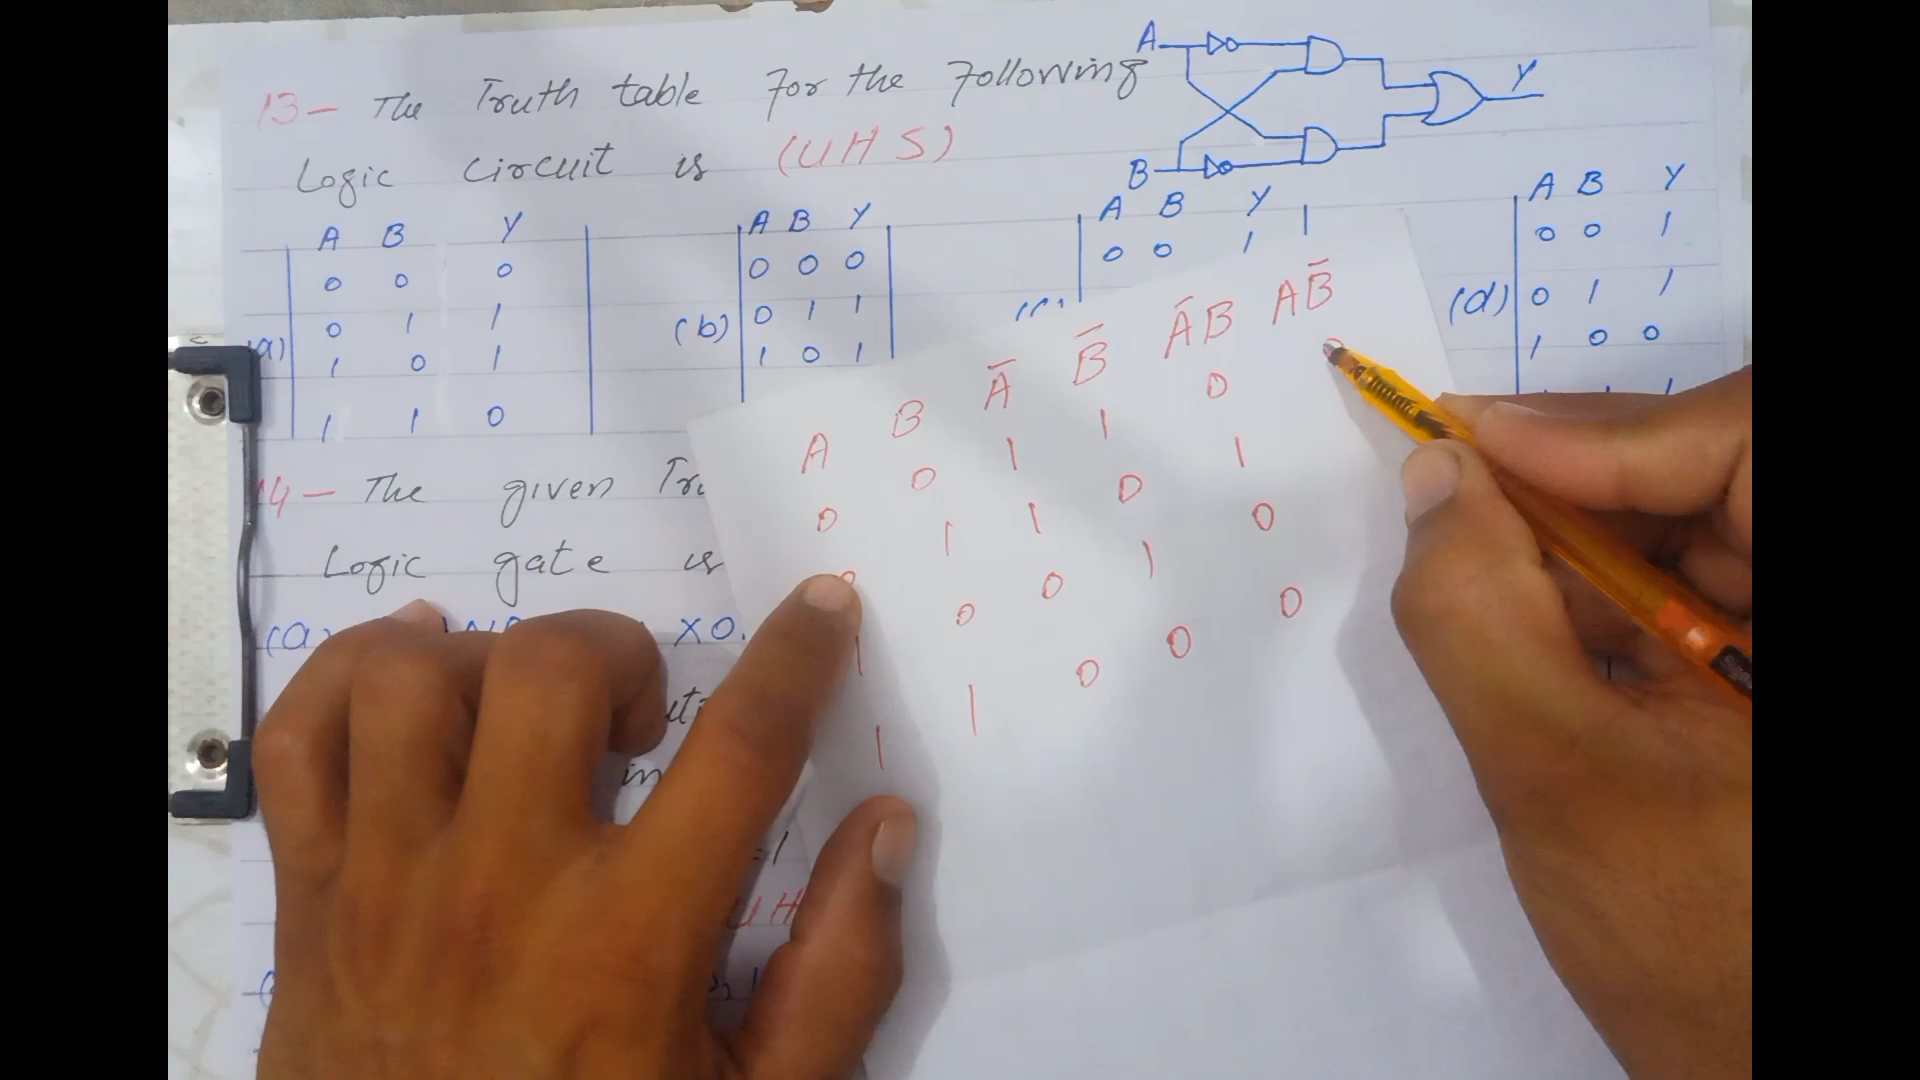 13- The Truth table For the Following
Logic circuit is (UHS)
A
B
Y
A B Y
0 0 0
0 1 1
(a)
1 0 1
1 1 0
A B Y
0 0 0
(b) 0 1 1
1 0 1
A B Y
0 0 1
A B Y
0 0 1
(d) 0 1 1
1 0 0
A B Ā B̄ ĀB AB̄
0 0 1 1 0
0 1 1 0 1
1 0 0 1 0
1 1 0 0 0
14- The given
Logic gate is
(a)
XO
in
=1
UH